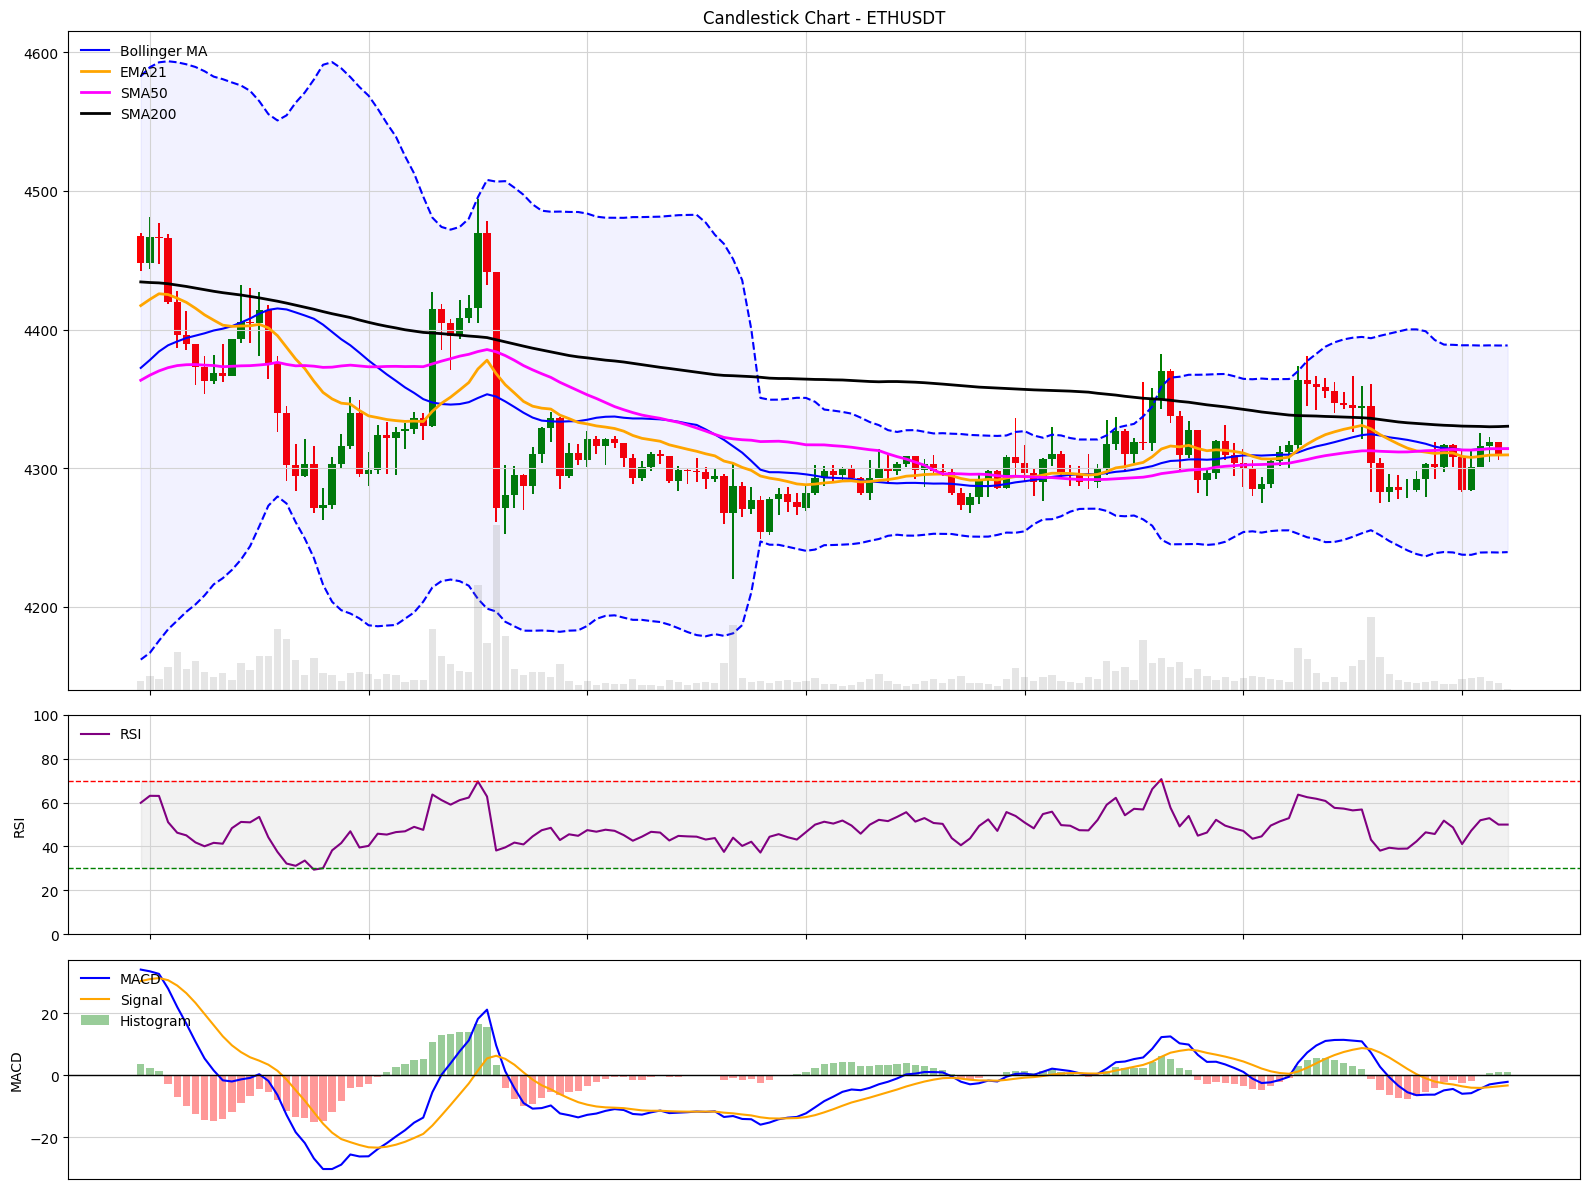 Candlestick Chart - ETHUSDT
Bollinger MA
EMA21
SMA50
SMA200
4600
4500
4400
4300
4200
RSI
100
80
60
40
20
0
RSI
MACD
Signal
Histogram
20
0
−20
MACD